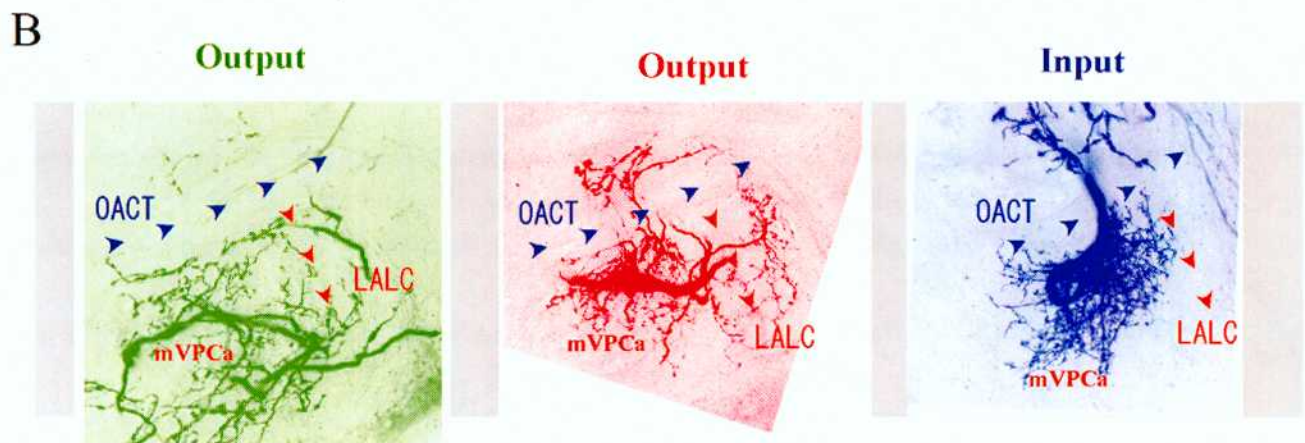 B
Output
Output
Input
OACT
LALC
mVPCa
OACT
LALC
mVPCa
OACT
LALC
mVPCa